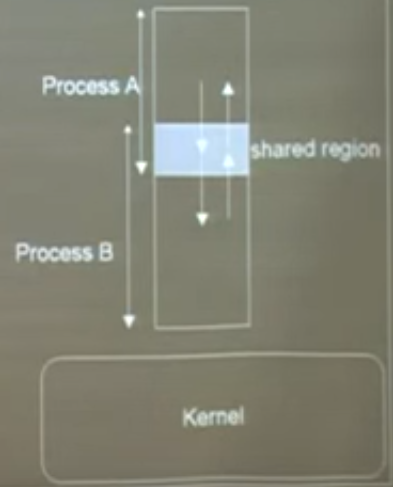 Process A
shared region
Process B
Kernel